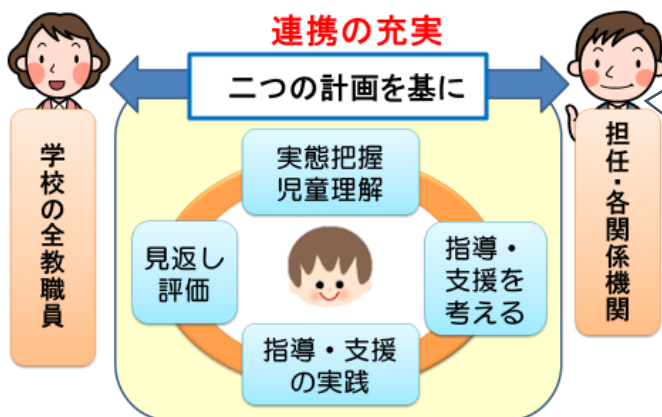 連携の充実
二つの計画を基に
学校の全教職員
担任・各関係機関
実態把握
児童理解
指導・
支援を
考える
指導・支援
の実践
見返し
評価